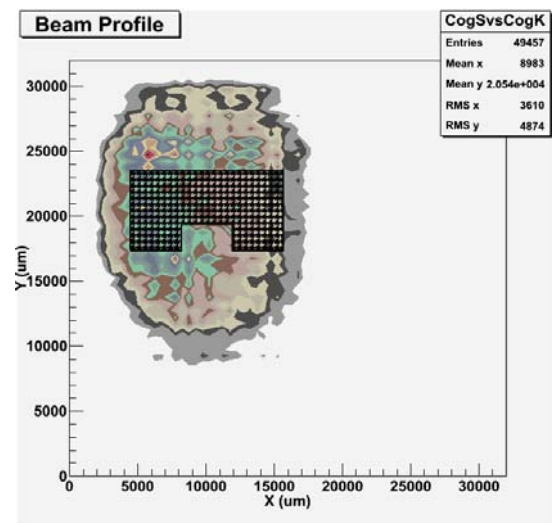 Beam Profile
CogSvsCogK
Entries 49457
Mean x 8983
Mean y 2.054e+004
RMS x 3610
RMS y 4874
30000
25000
20000
Y (um)
15000
10000
5000
0
0 5000 10000 15000 20000 25000 30000
X (um)